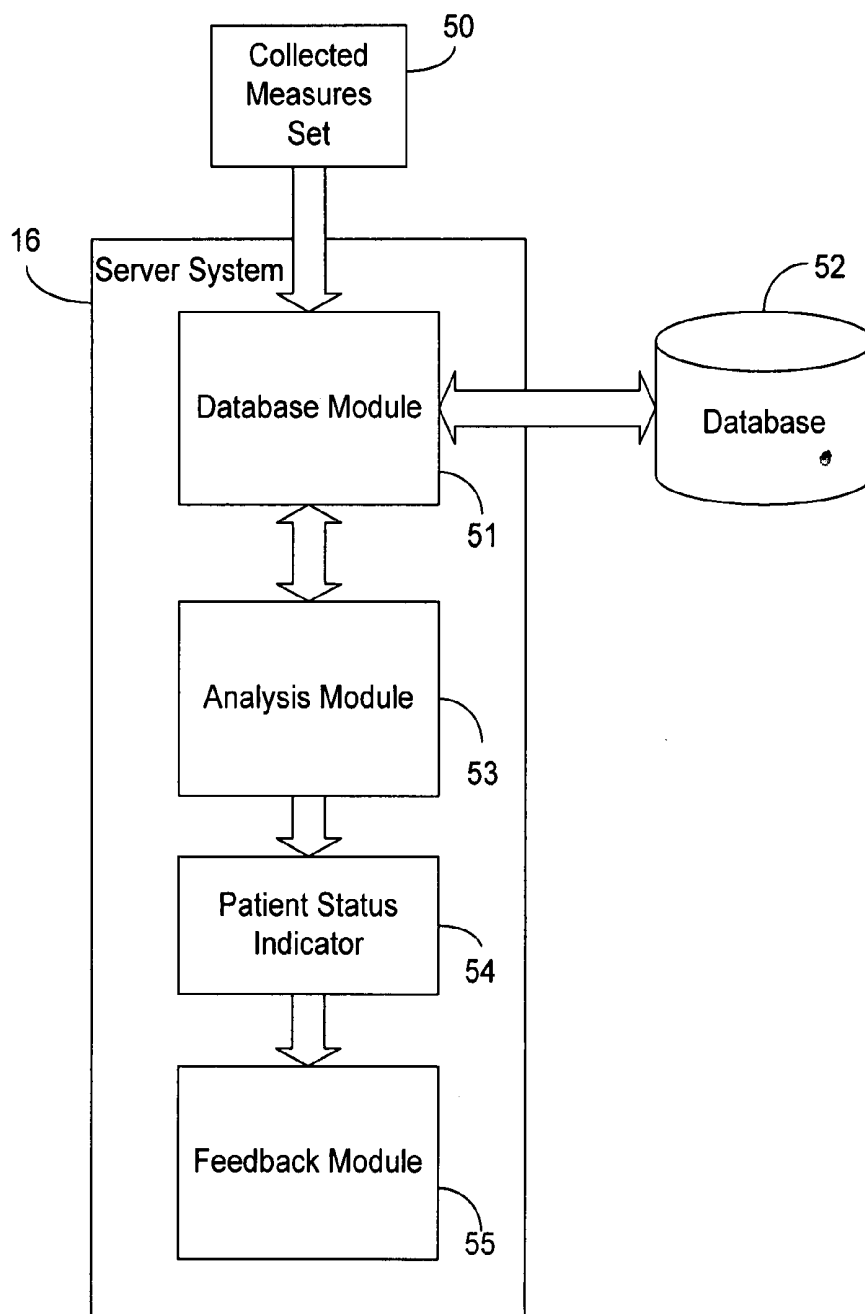 50
Collected
Measures
Set
16
Server System
52
Database Module
Database
51
Analysis Module
53
Patient Status
Indicator
54
Feedback Module
55